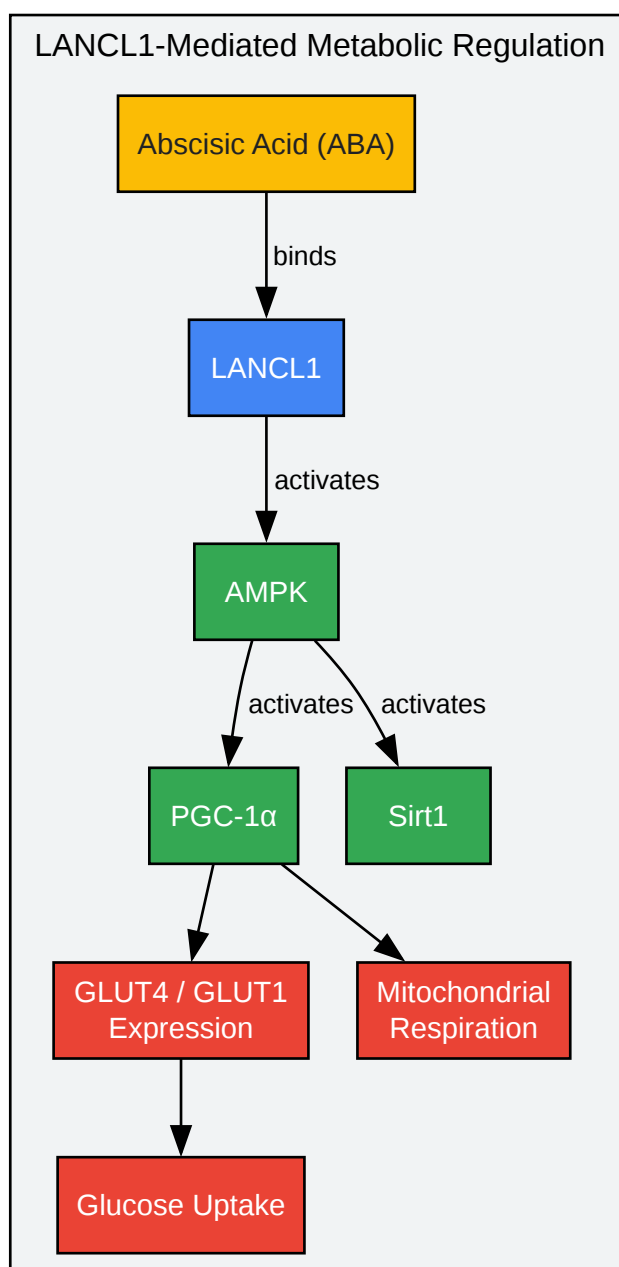 LANCL1-Mediated Metabolic Regulation
Abscisic Acid (ABA)
binds
LANCL1
activates
AMPK
activates
activates
PGC-1α
Sirt1
GLUT4 / GLUT1
Expression
Mitochondrial
Respiration
Glucose Uptake